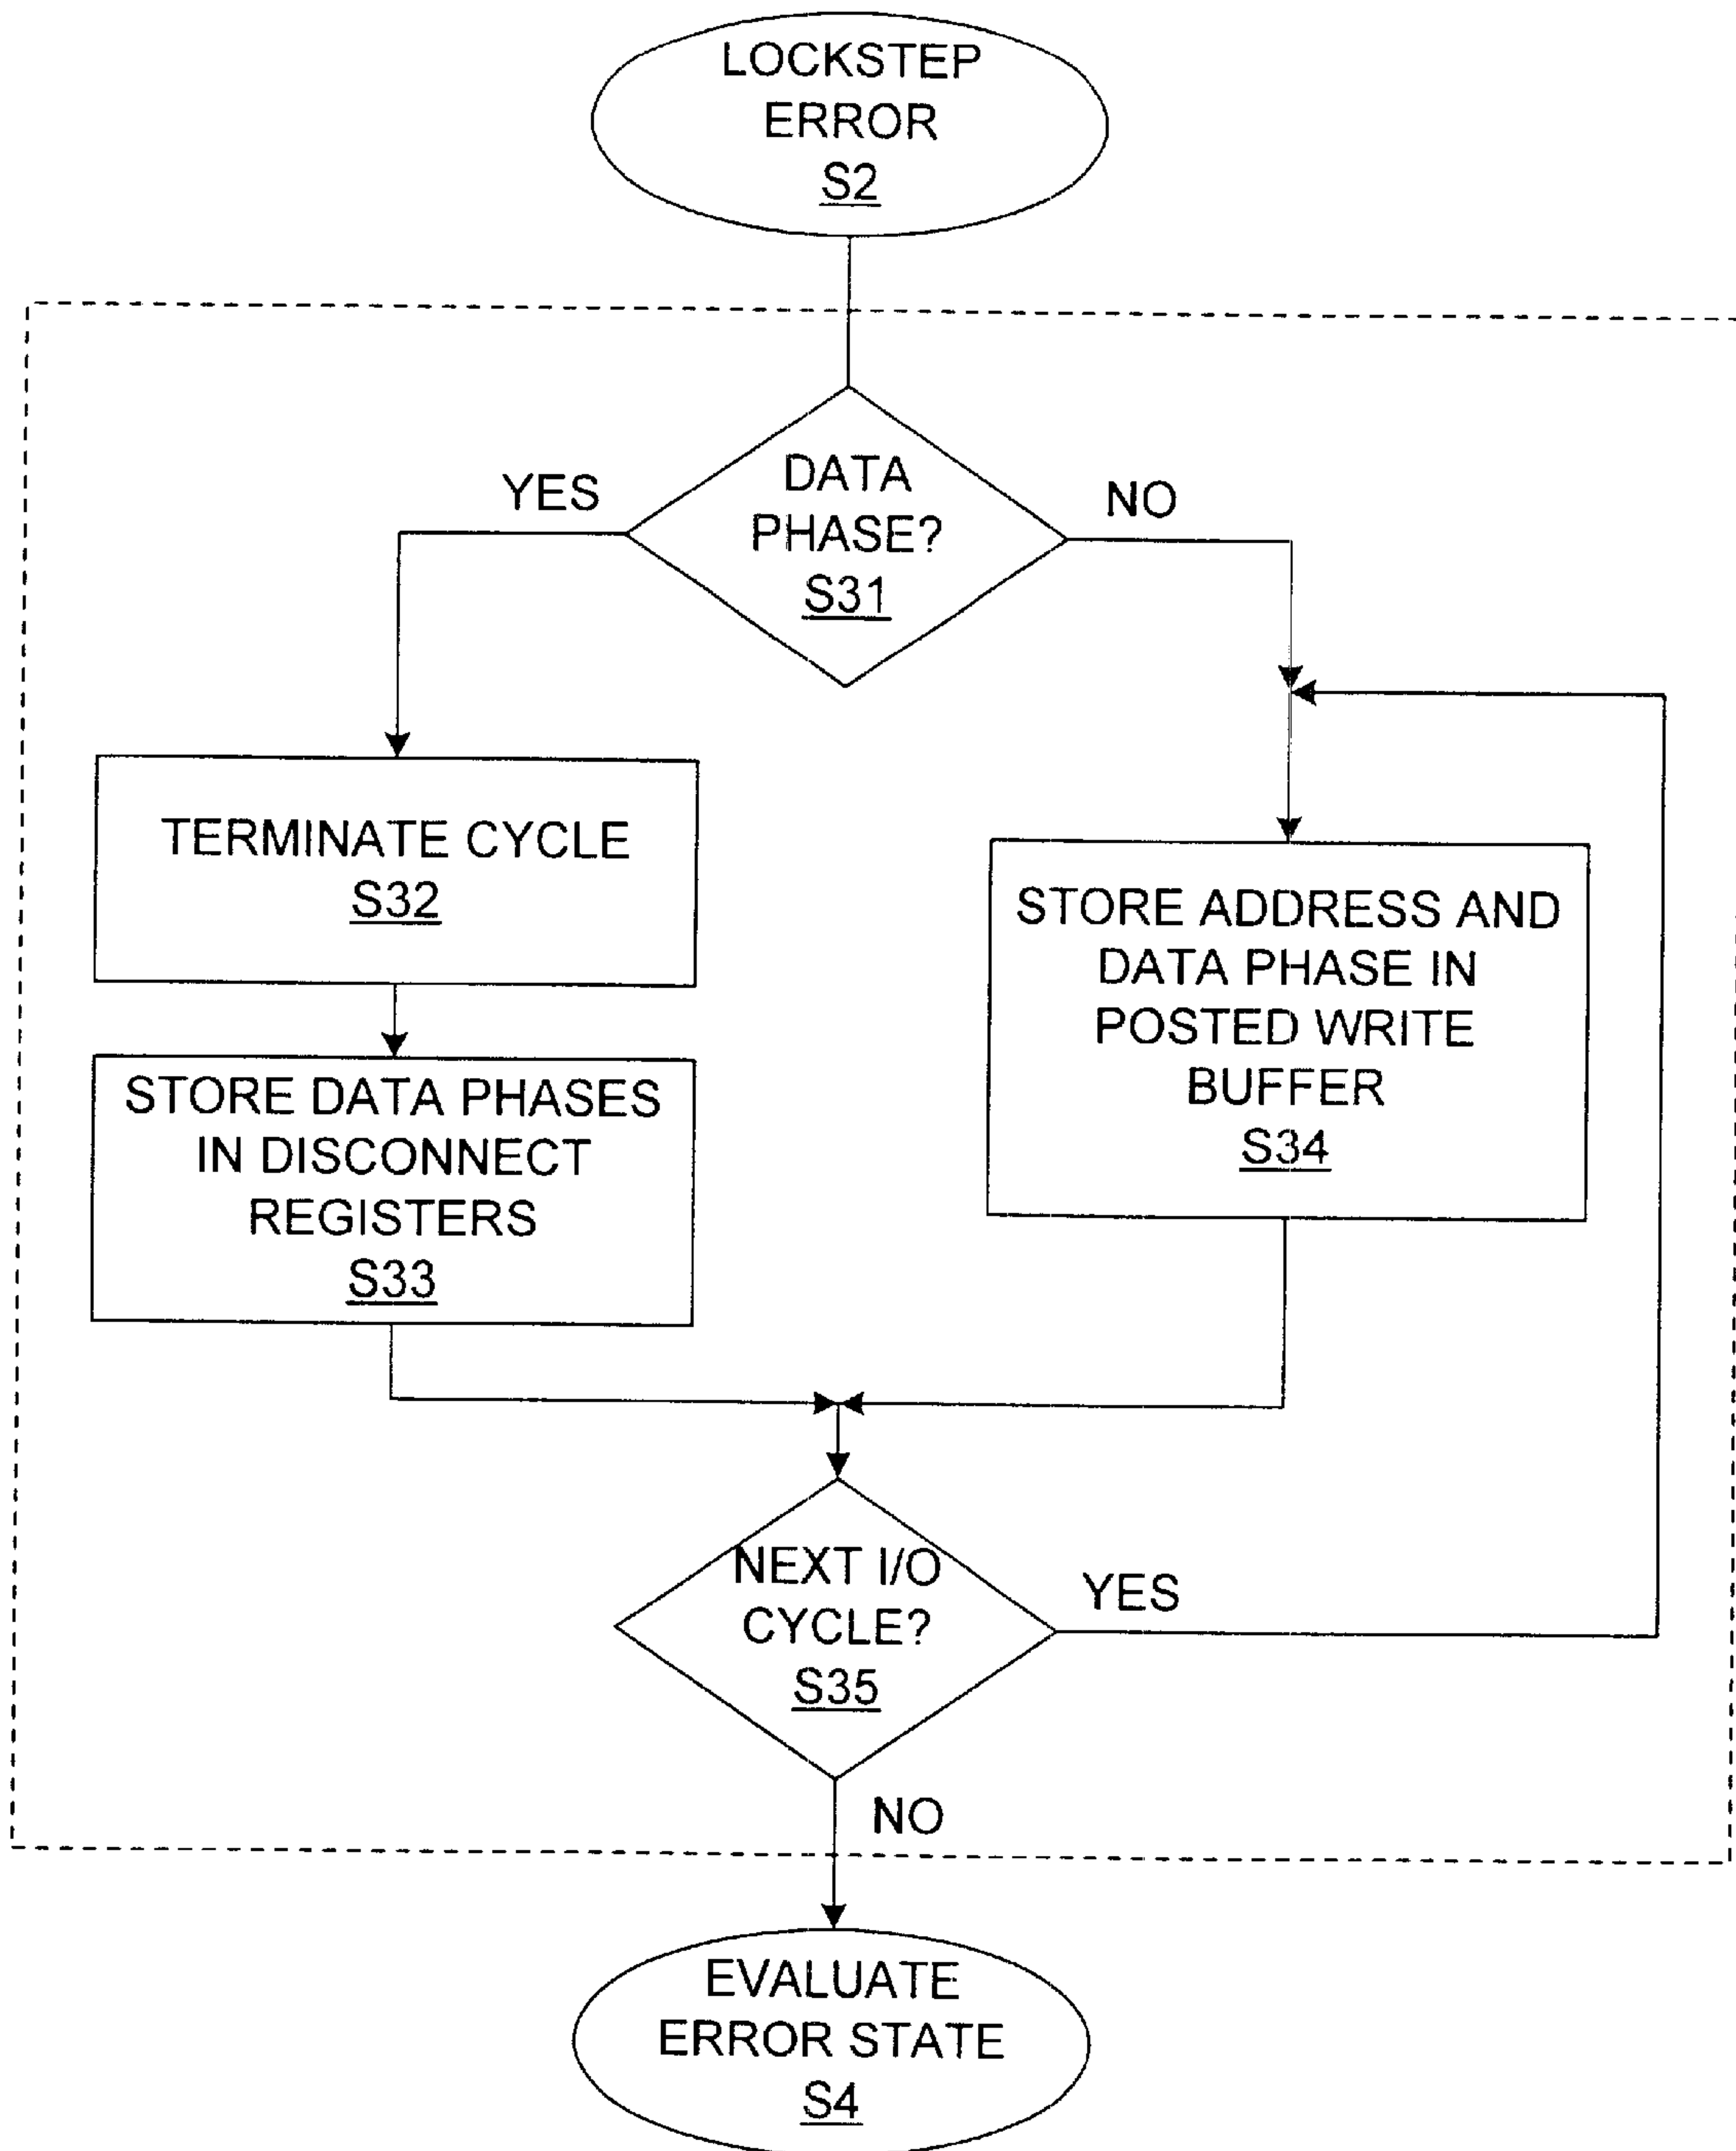 LOCKSTEP
ERROR
S2
DATA
PHASE?
S31
YES
NO
TERMINATE CYCLE
S32
STORE DATA PHASES
IN DISCONNECT
REGISTERS
S33
STORE ADDRESS AND
DATA PHASE IN
POSTED WRITE
BUFFER
S34
NEXT I/O
CYCLE?
S35
YES
NO
EVALUATE
ERROR STATE
S4